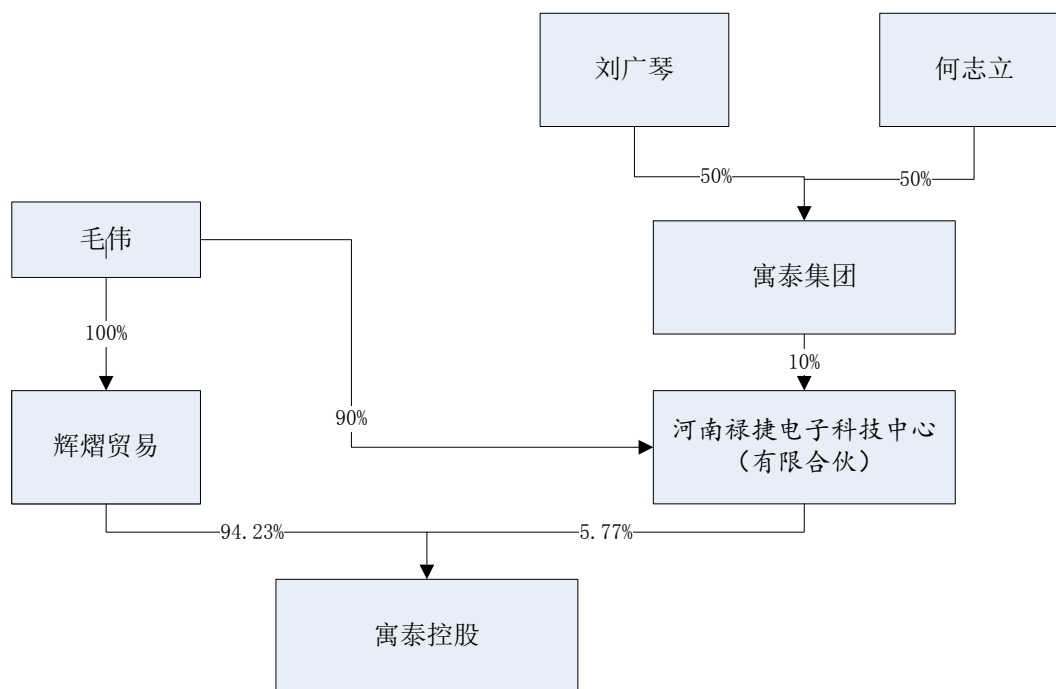 刘广琴
何志立
50%
50%
毛伟
寓泰集团
100%
10%
辉熠贸易
90%
河南禄捷电子科技中心
（有限合伙）
94.23%
5.77%
寓泰控股